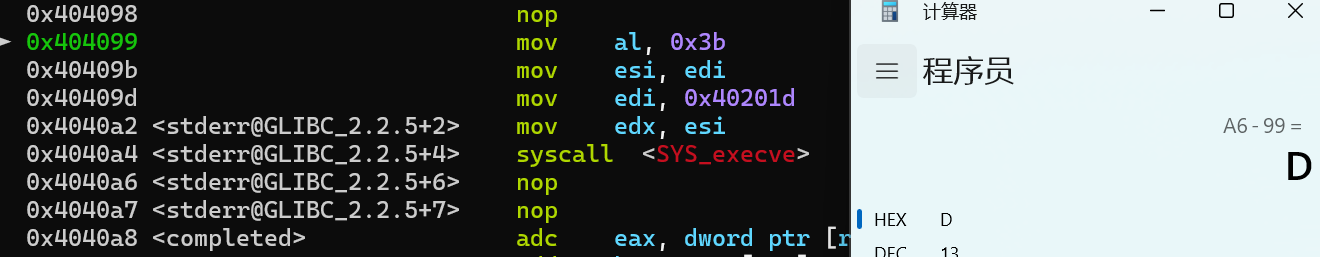 0x404098 nop
0x404099 mov al, 0x3b
0x40409b mov esi, edi
0x40409d mov edi, 0x40201d
0x4040a2 <stderr@GLIBC_2.2.5+2> mov edx, esi
0x4040a4 <stderr@GLIBC_2.2.5+4> syscall <SYS_execve>
0x4040a6 <stderr@GLIBC_2.2.5+6> nop
0x4040a7 <stderr@GLIBC_2.2.5+7> nop
0x4040a8 <completed> adc eax, dword ptr [r
计算器
程序员
A6 - 99 =
D
HEX D
DEC 13